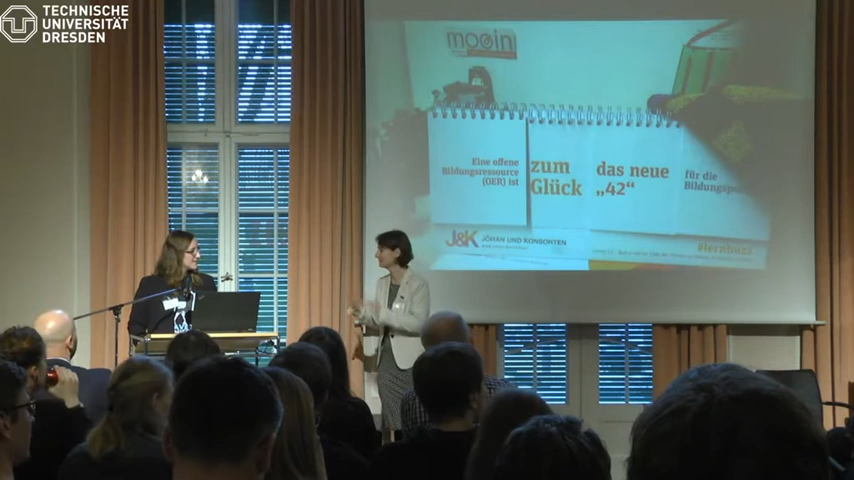 TECHNISCHE
UNIVERSITÄT
DRESDEN
mooin
Eine offene
Bildungsressource
(OER) ist
zum
Glück
das neue
„42“
für die
J&K JÖRAN UND KONSORTEN
#lernbuzz